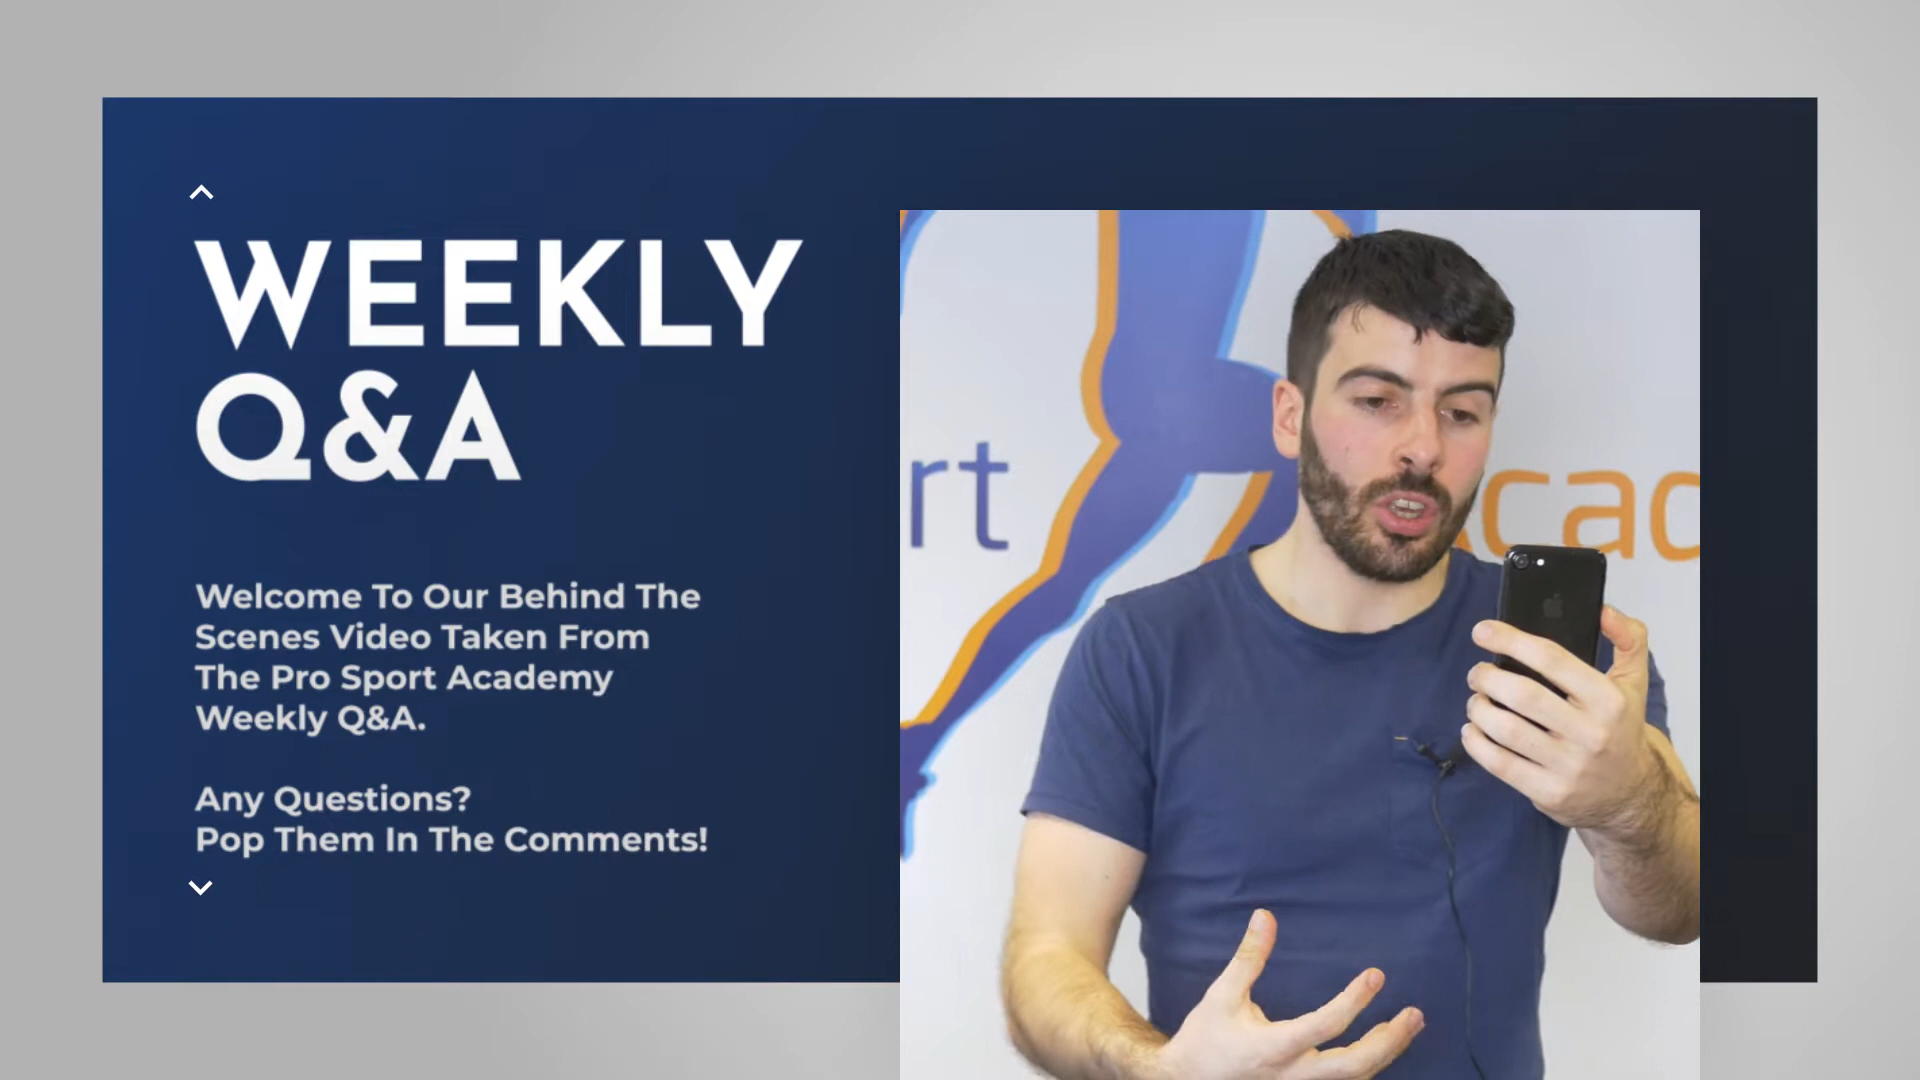 WEEKLY
Q&A
Welcome To Our Behind The
Scenes Video Taken From
The Pro Sport Academy
Weekly Q&A.
Any Questions?
Pop Them In The Comments!
rt
cad